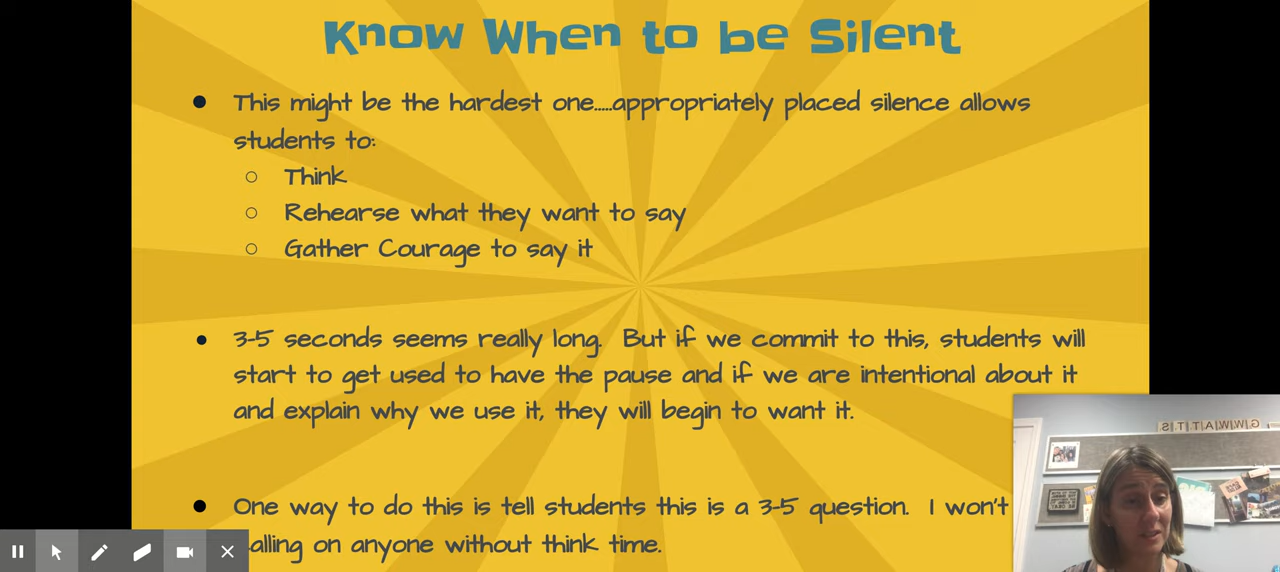 Know When to be Silent
● This might be the hardest one.....appropriately placed silence allows
students to:
○ Think
○ Rehearse what they want to say
○ Gather Courage to say it
● 3-5 seconds seems really long. But if we commit to this, students will
start to get used to have the pause and if we are intentional about it
and explain why we use it, they will begin to want it.
● One way to do this is tell students this is a 3-5 question. I won't
alling on anyone without think time.